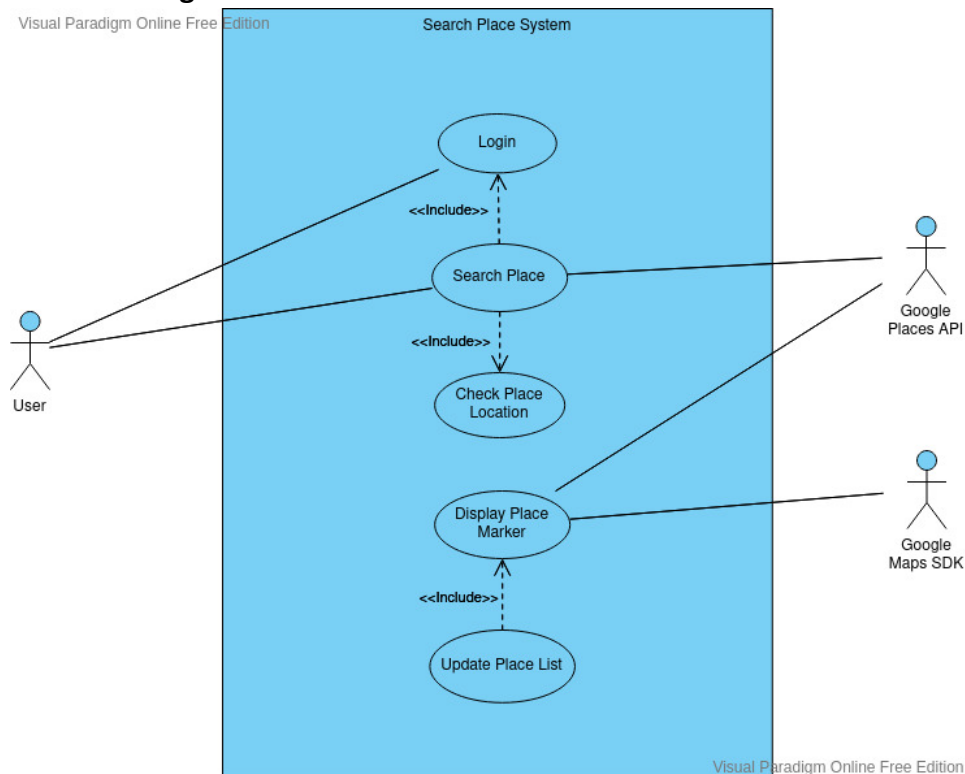 Visual Paradigm Online Free Edition
Search Place System
Login
<<Include>>
Search Place
<<Include>>
Check Place
Location
User
Google
Places API
Display Place
Marker
Google
Maps SDK
<<Include>>
Update Place List
Visual Paradigm Online Free Edition